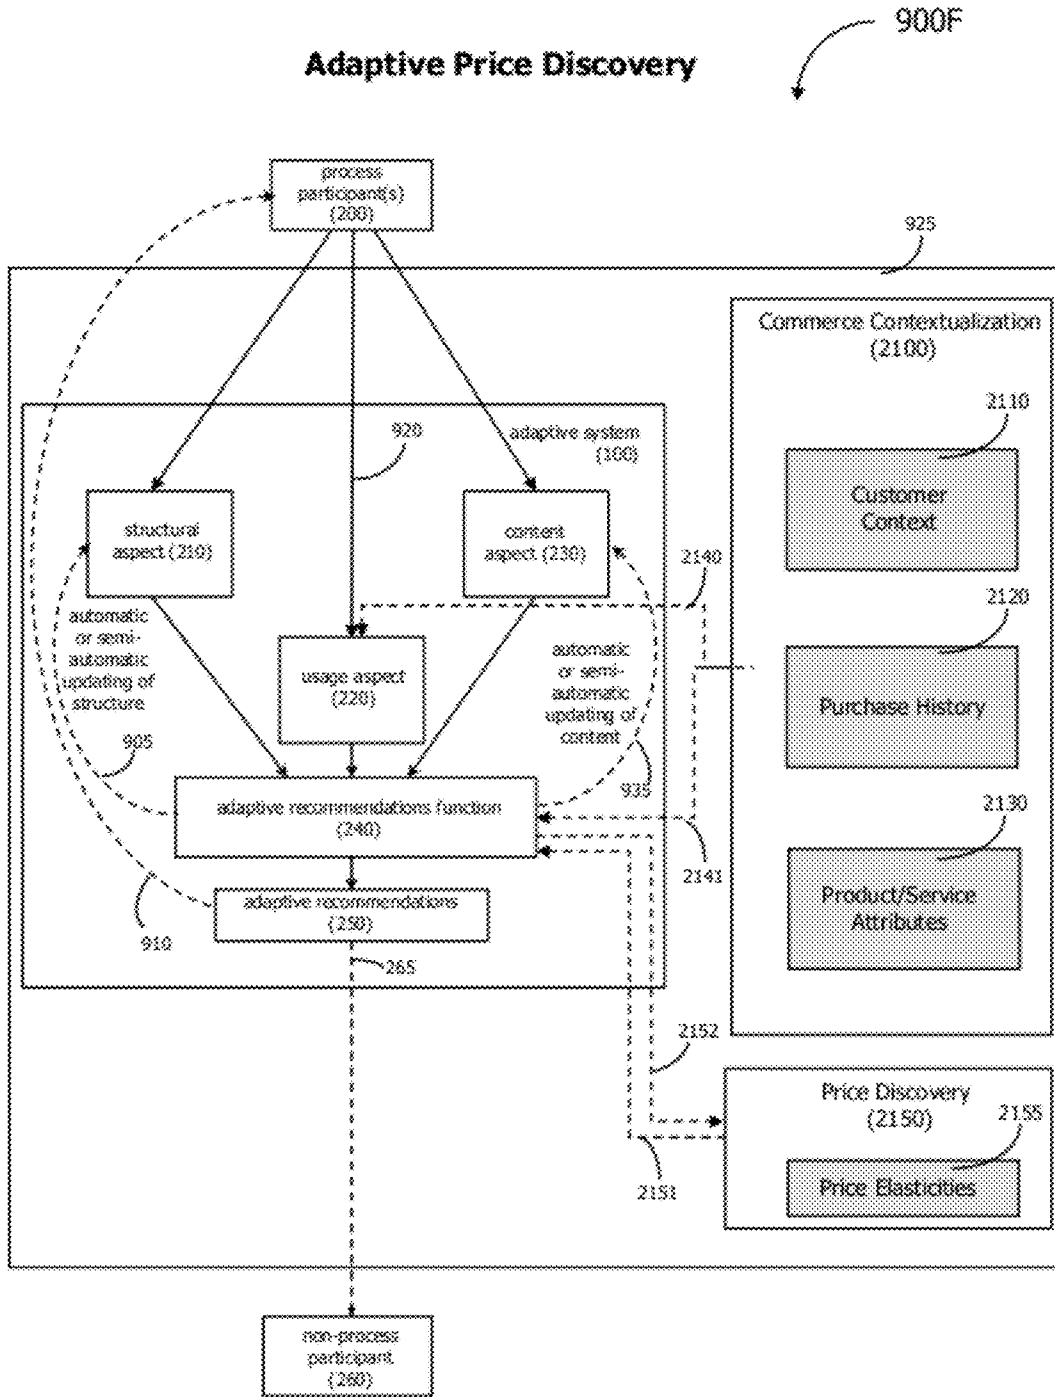 900F
Adaptive Price Discovery
process
participant(s)
(200)
925
Commerce Contextualization
(2100)
2110
Customer
Context
2120
Purchase History
2130
Product/Service
Attributes
920
adaptive system
(100)
structural
aspect (210)
content
aspect (230)
2140
automatic
or semi-
automatic
updating of
structure
usage aspect
(220)
automatic
or semi-
automatic
updating of
content
905
935
adaptive recommendations function
(240)
2141
adaptive recommendations
(250)
910
265
2152
Price Discovery
(2150)
2155
Price Elasticities
2151
non-process
participant
(260)